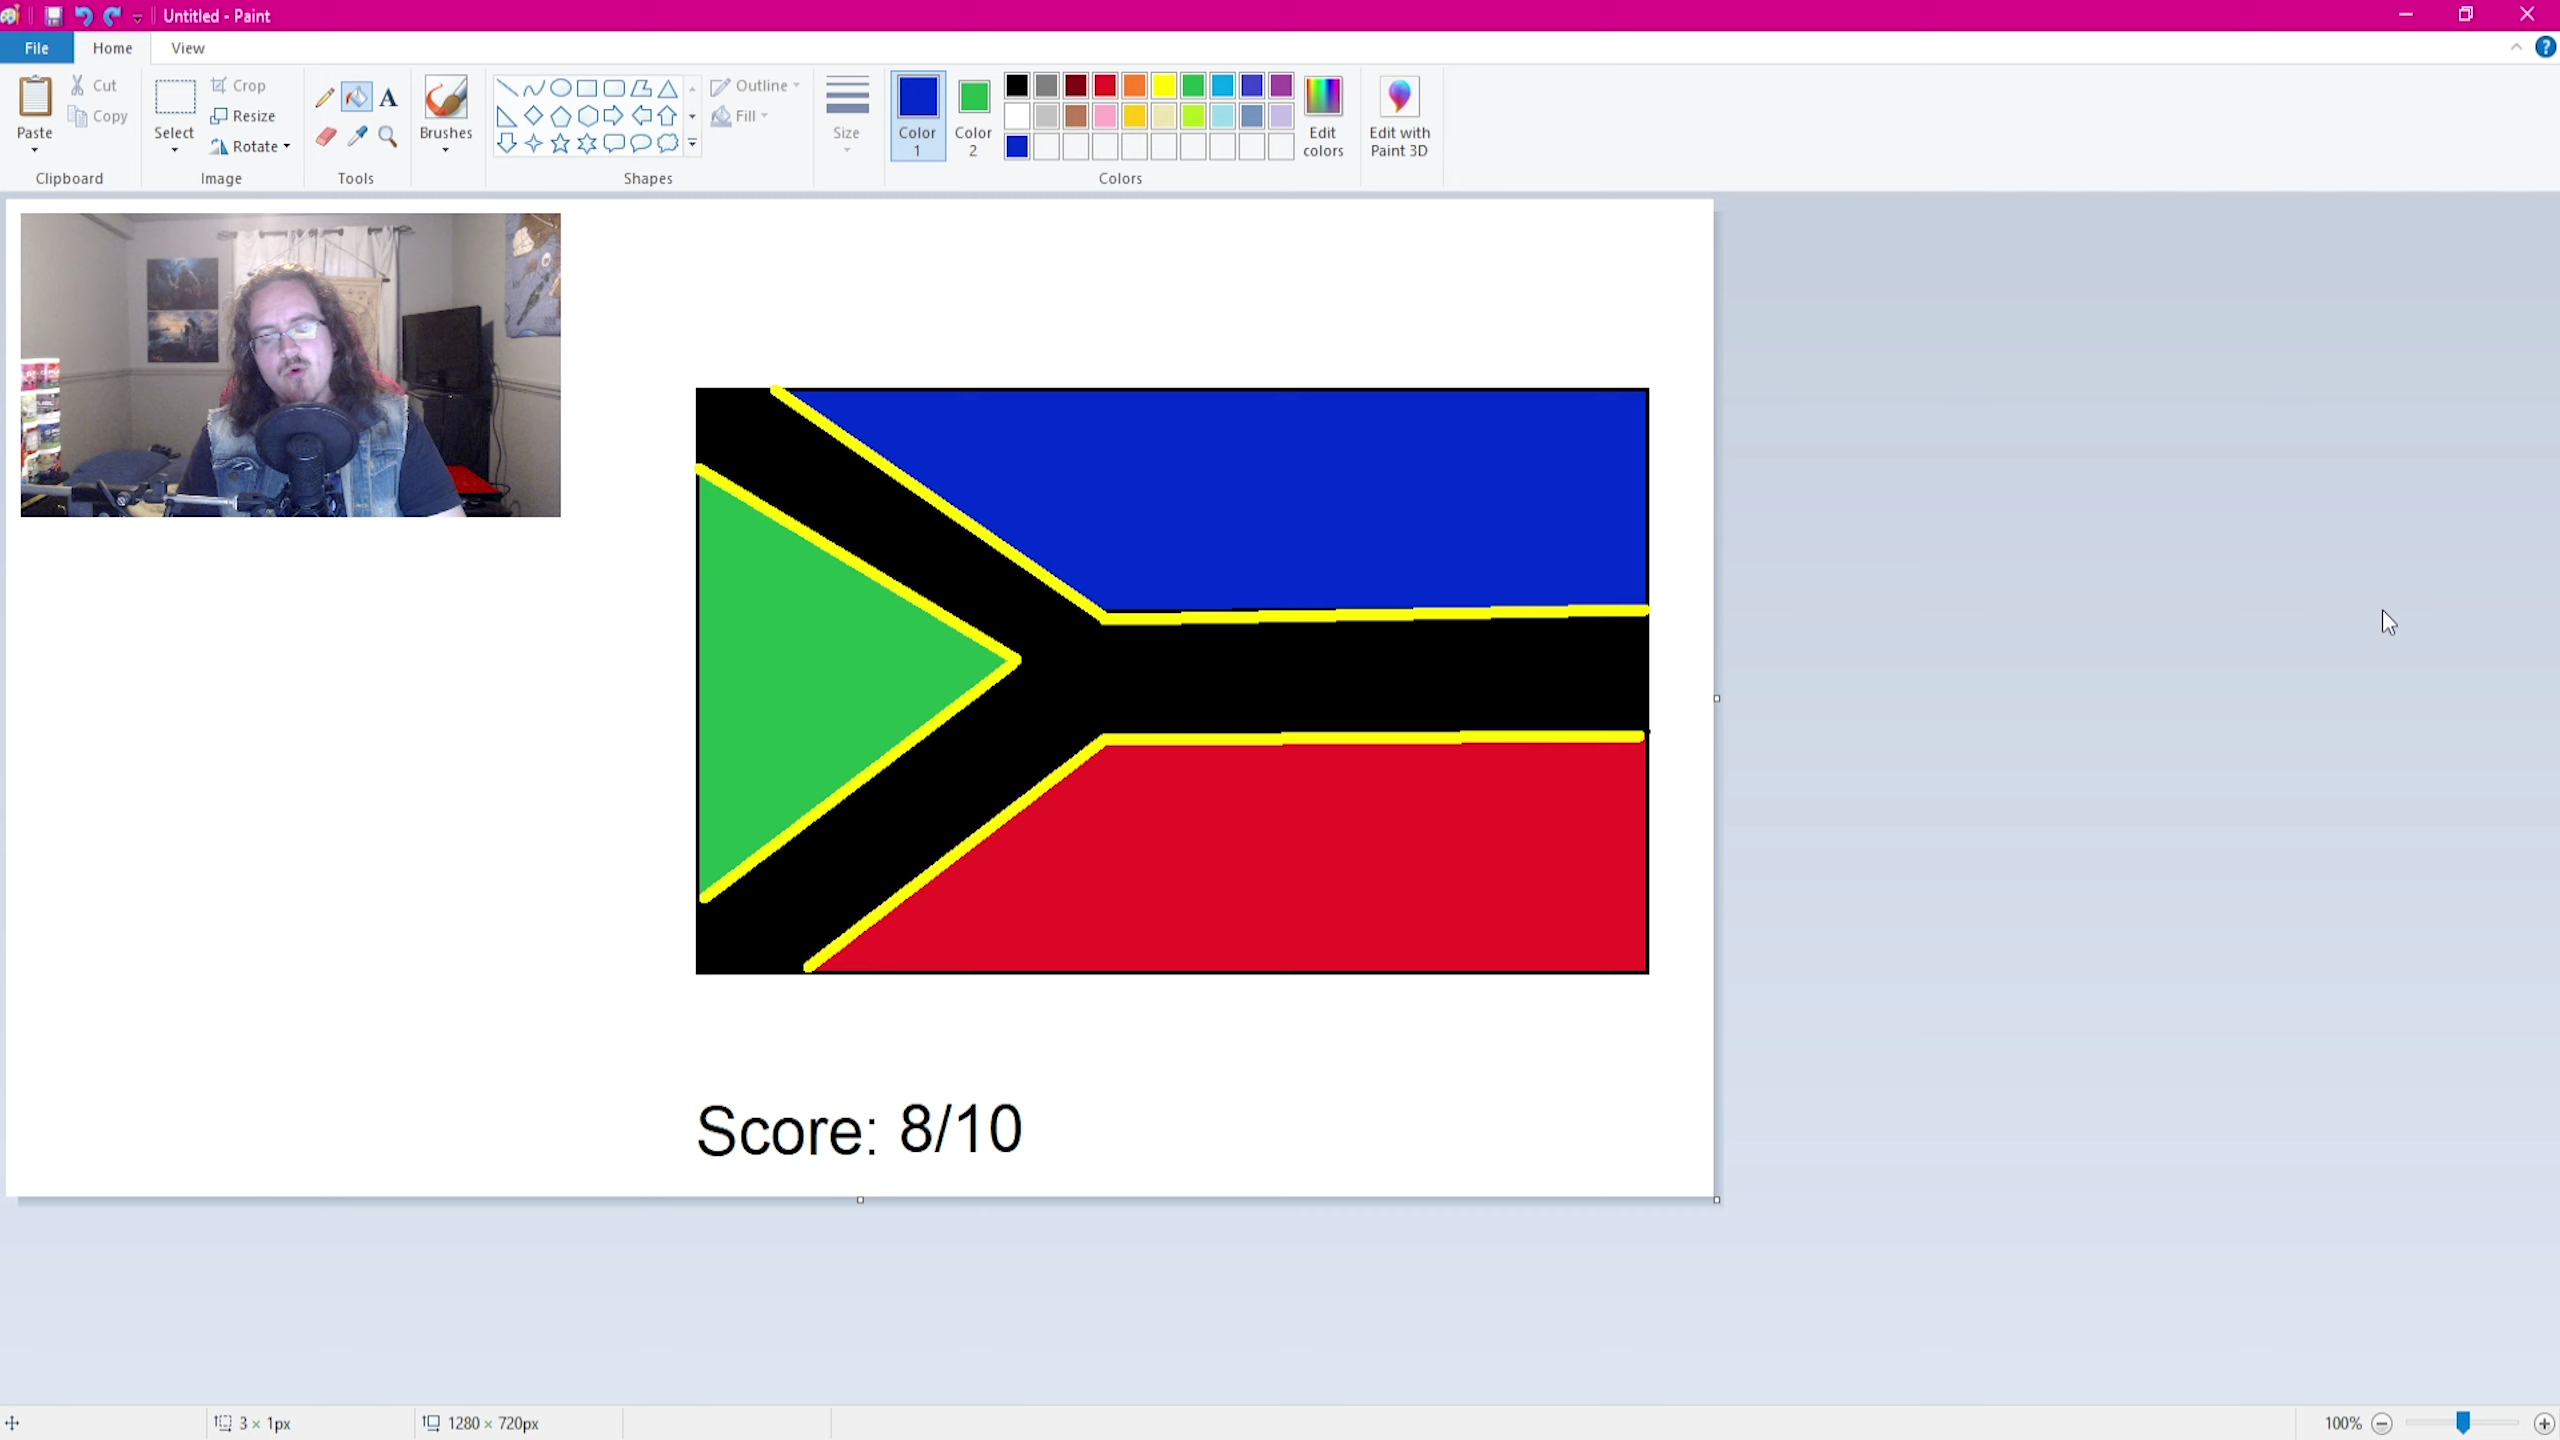 Untitled - Paint
File
Home
View
Paste
Cut
Copy
Clipboard
Select
Crop
Resize
Rotate
Image
A
Tools
Brushes
Outline
Fill
Shapes
Size
Color
1
Color
2
Edit
colors
Colors
Edit with
Paint 3D
Score: 8/10
3 × 1px
1280 × 720px
100%